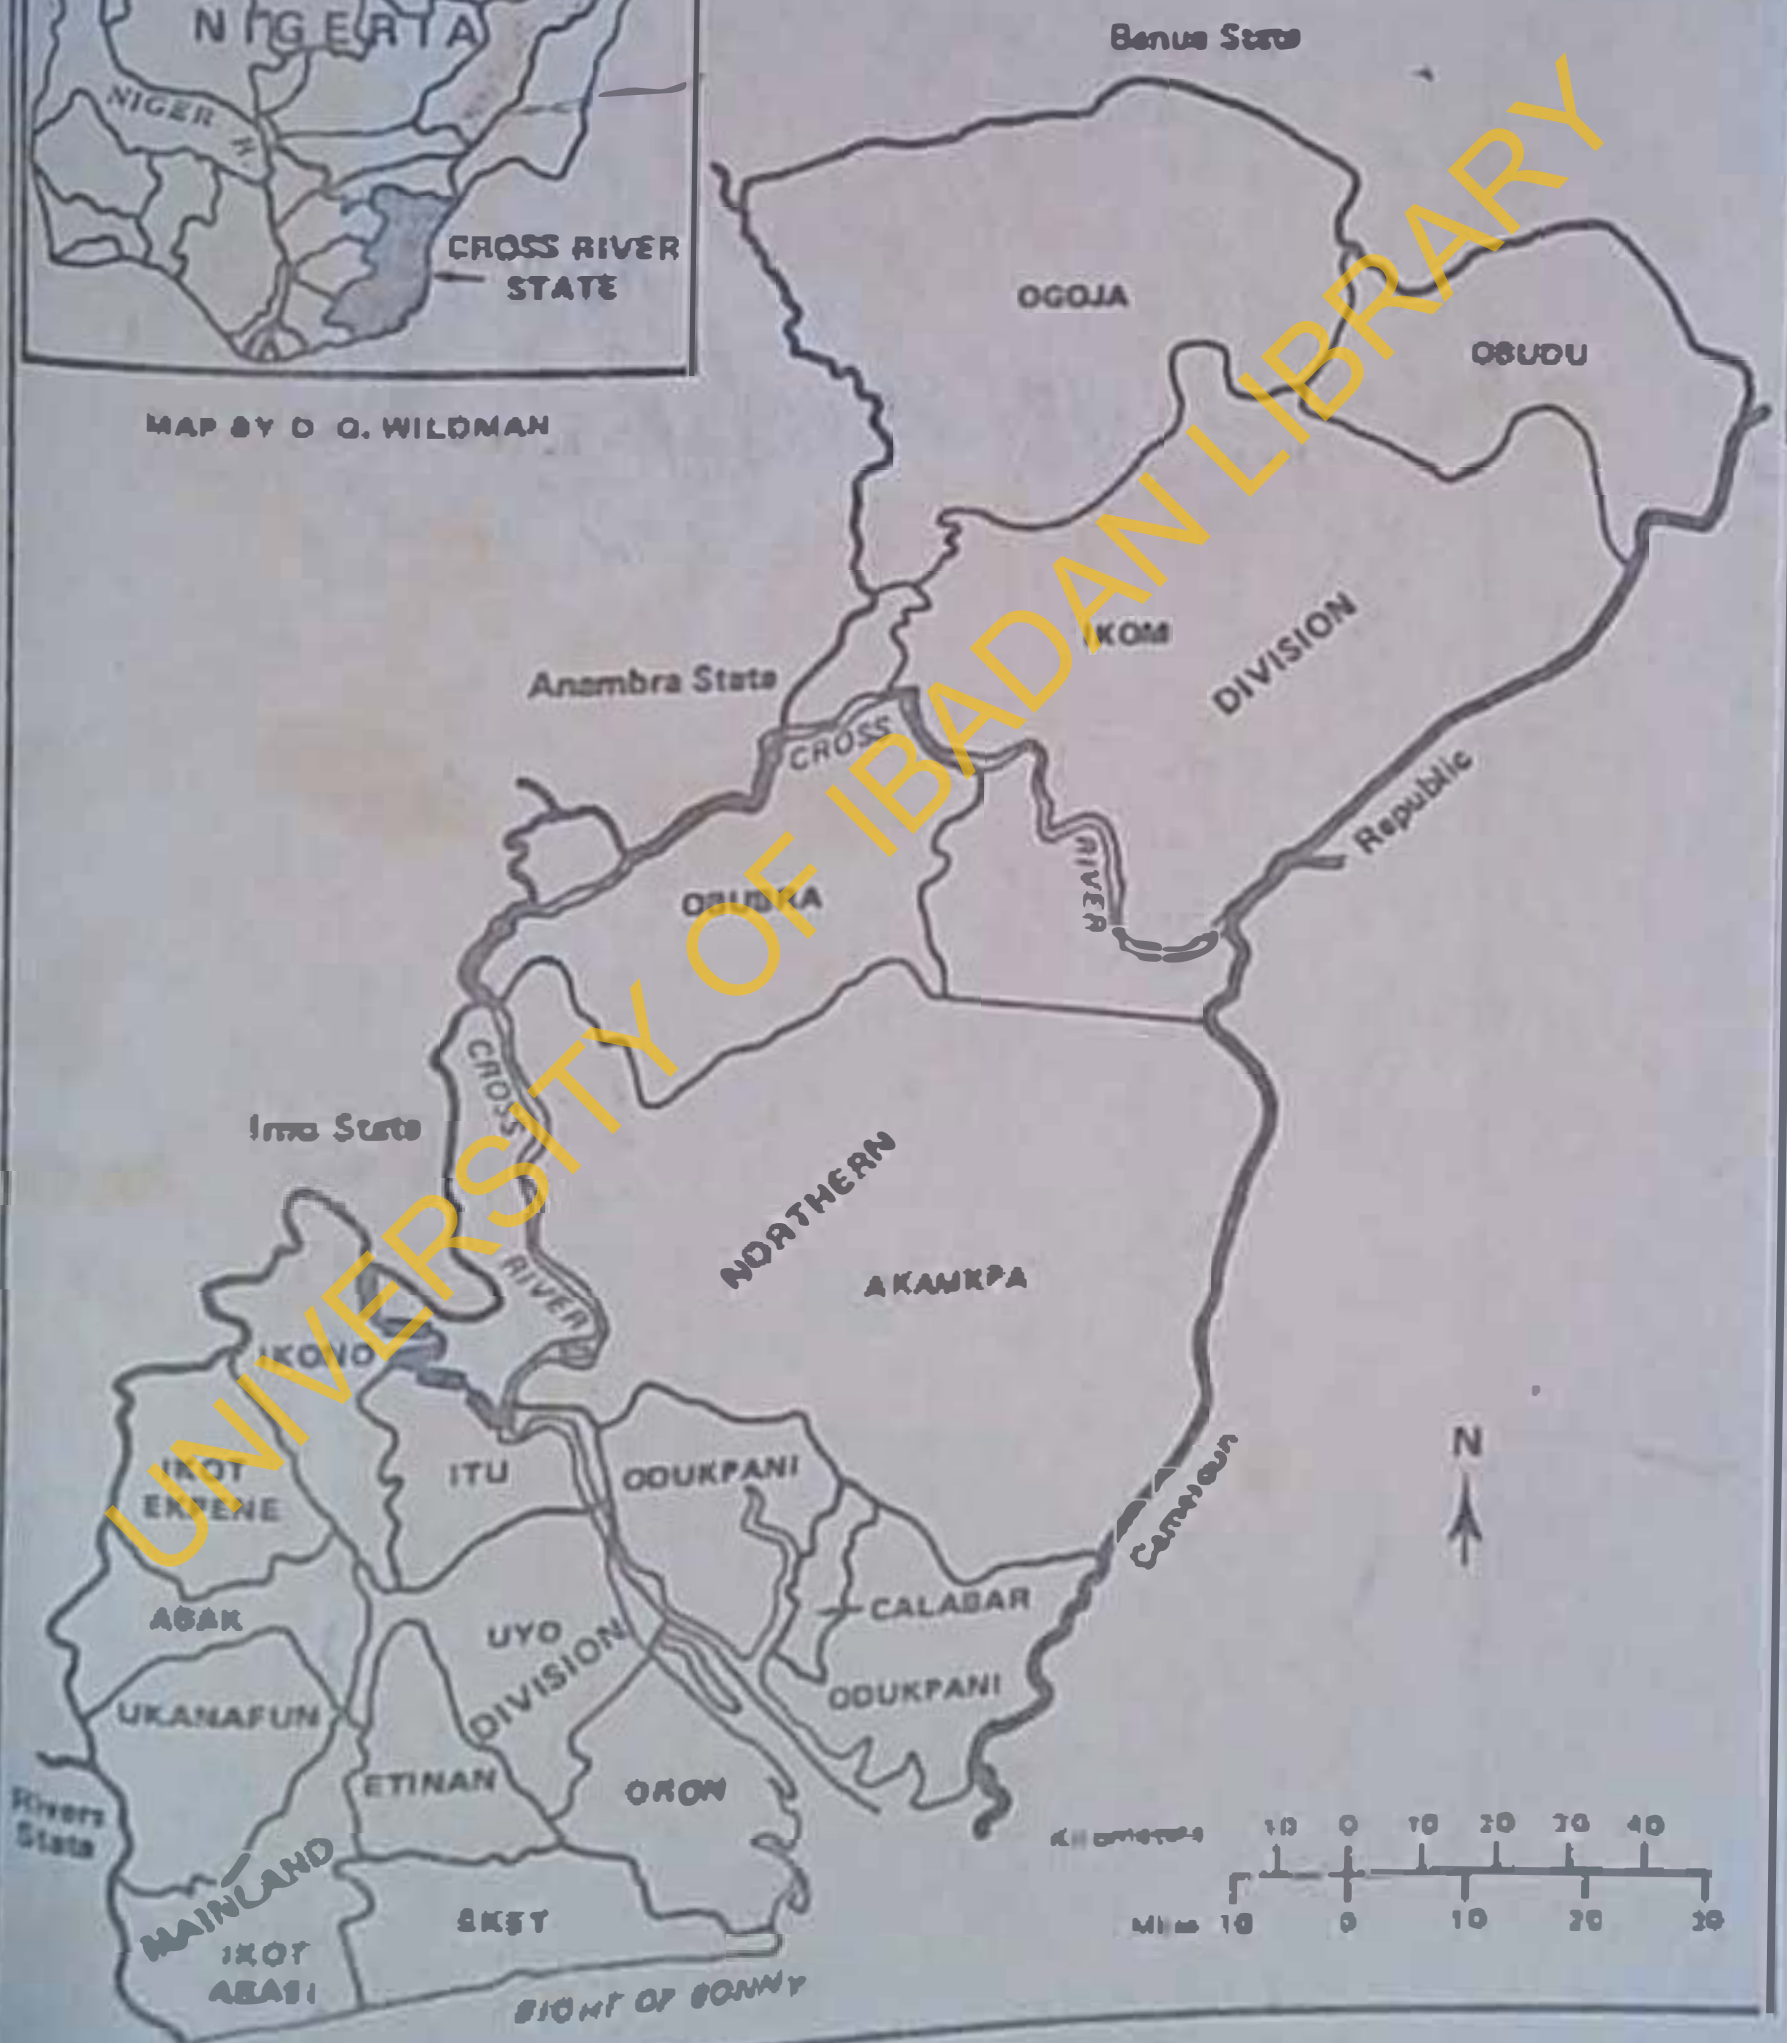 NIGERIA
NIGER R
CROSS RIVER
STATE
MAP BY D O. WILDMAN
Benue State
OGOJA
OBUDU
IKOM
DIVISION
Anambra State
CROSS
RIVER
Republic
OBUBRA
CROSS
RIVER
Imo State
NORTHERN
AKAMKPA
IKONO
IKOT
EKPENE
ITU
ODUKPANI
Cameroun
N
ABAK
UYO
DIVISION
CALABAR
ODUKPANI
UKANAFUN
ETINAN
ORON
Rivers
State
MAINLAND
EKET
IKOT
ABASI
BIGHT OF BONNY
Kilometers 10 0 10 20 30 40
Miles 10 0 10 20 30
UNIVERSITY OF IBADAN LIBRARY